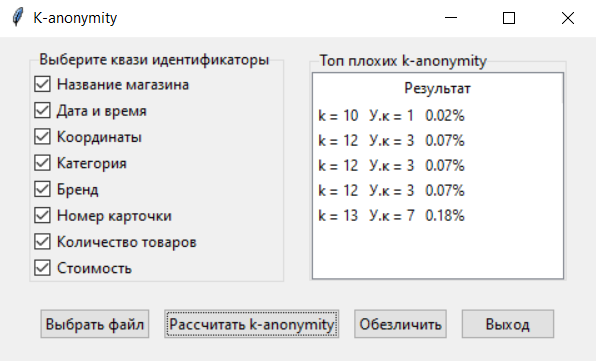 K-anonymity
Выберите квази идентификаторы
Название магазина
Дата и время
Координаты
Категория
Бренд
Номер карточки
Количество товаров
Стоимость
Топ плохих k-anonymity
Результат
k = 10 У.к = 1 0.02%
k = 12 У.к = 3 0.07%
k = 12 У.к = 3 0.07%
k = 12 У.к = 3 0.07%
k = 13 У.к = 7 0.18%
Выбрать файл Рассчитать k-anonymity Обезличить Выход